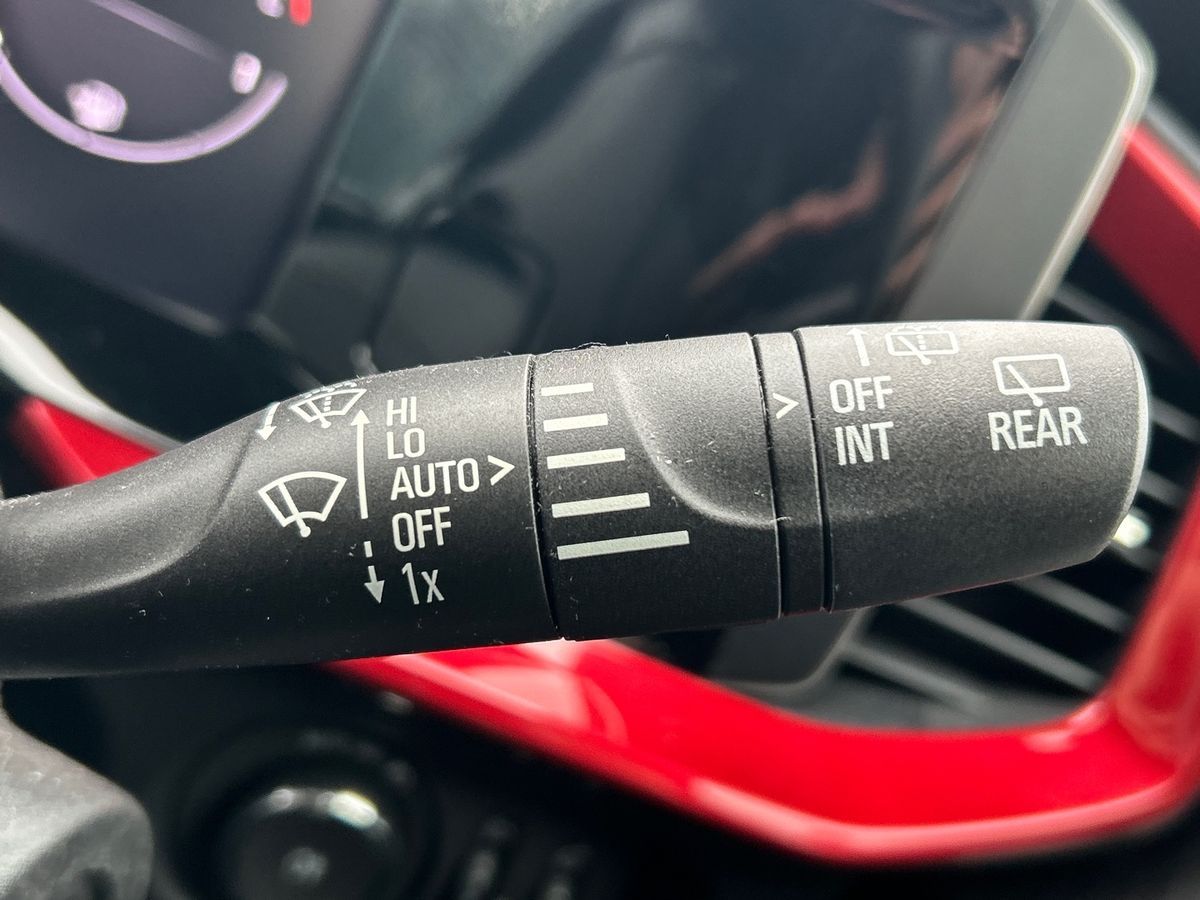 HI
LO
AUTO >
OFF
1x
>
OFF
INT
REAR